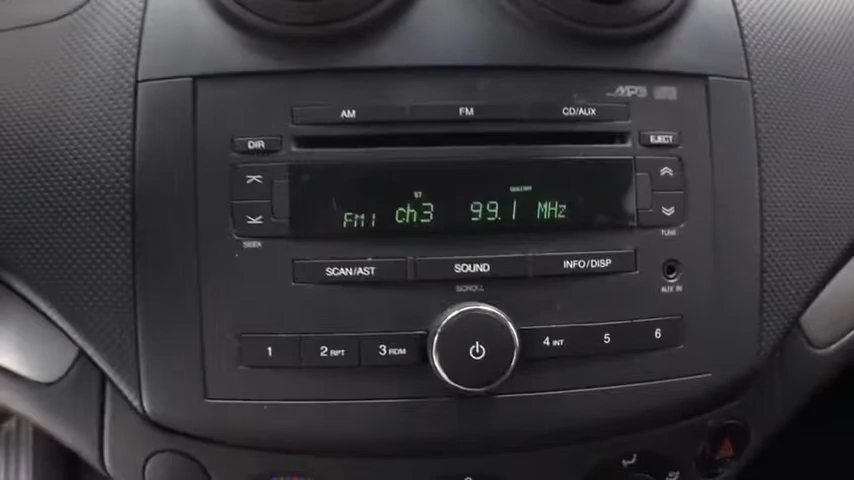 MP3
AM FM CD/AUX
DIR EJECT
ST
FM1 ch3 99.1 MHz
SEEK TUNE
SCAN/AST SOUND INFO/DISP
SCROLL
AUX IN
1 2 RPT 3 RDM 4 INT 5 6